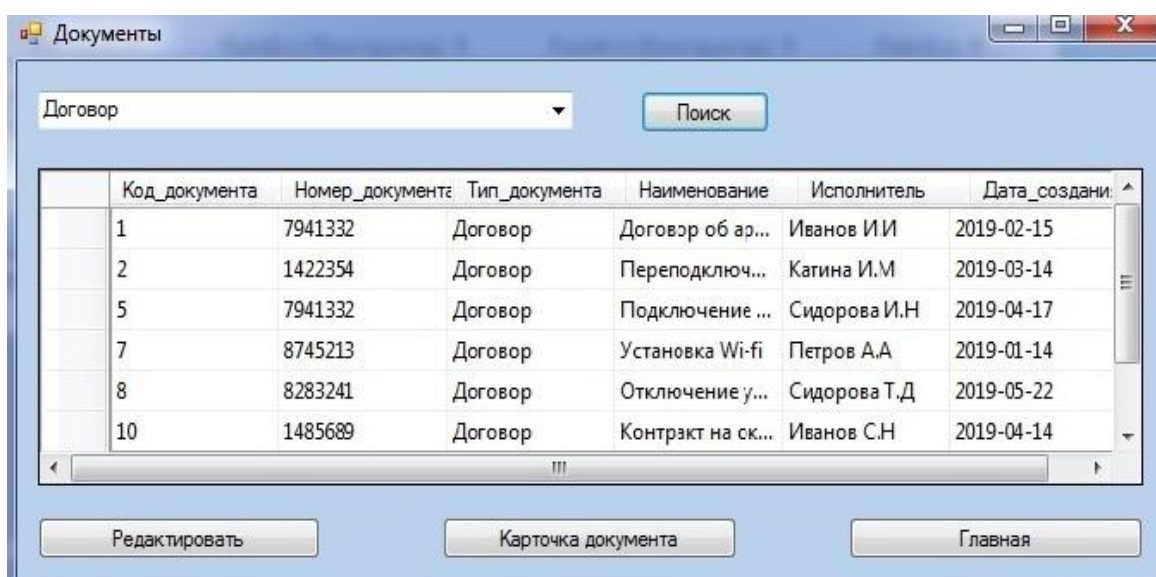 Документы
Договор Поиск
Код_документа Номер_документа Тип_документа Наименование Исполнитель Дата_создани
1 7941332 Договор Договор об ар... Иванов И.И 2019-02-15
2 1422354 Договор Переподключ... Катина И.М 2019-03-14
5 7941332 Договор Подключение ... Сидорова И.Н 2019-04-17
7 8745213 Договор Установка Wi-fi Петров А.А 2019-01-14
8 8283241 Договор Отключение у... Сидорова Т.Д 2019-05-22
10 1485689 Договор Контракт на ск... Иванов С.Н 2019-04-14
Редактировать Карточка документа Главная